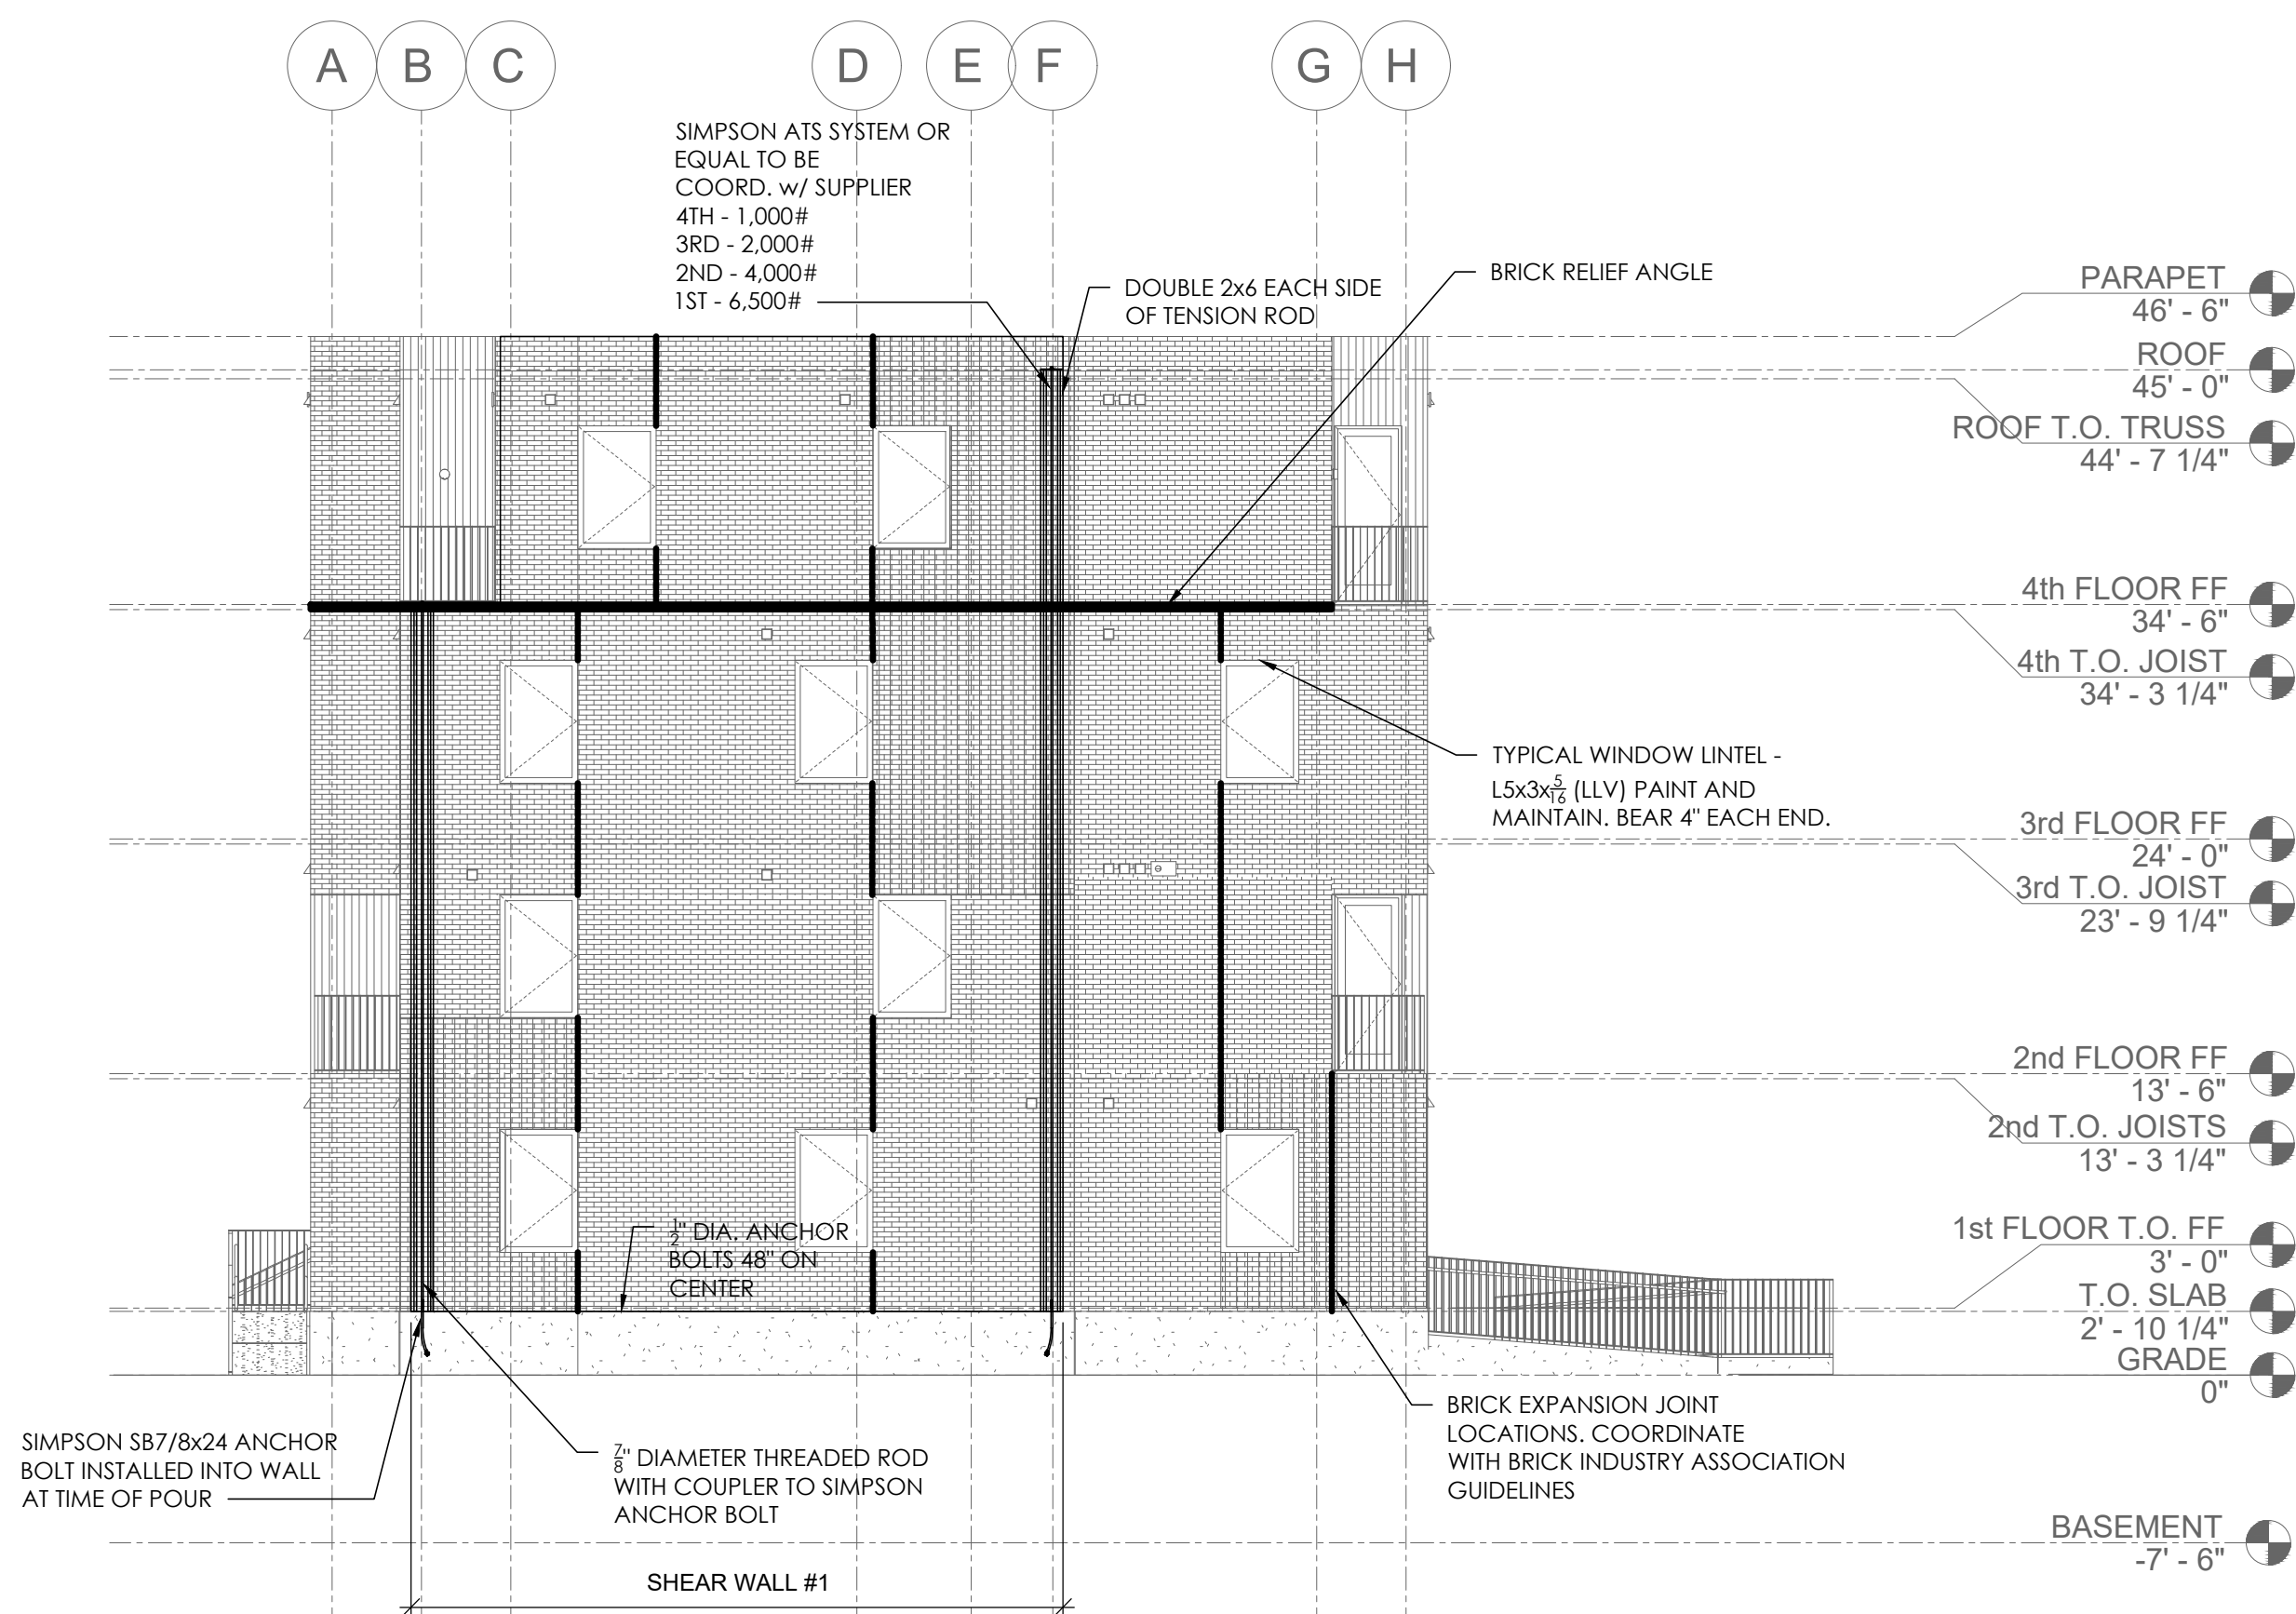 A B C D E F G H
SIMPSON ATS SYSTEM OR
EQUAL TO BE
COORD. w/ SUPPLIER
4TH - 1,000#
3RD - 2,000#
2ND - 4,000#
1ST - 6,500#
DOUBLE 2x6 EACH SIDE
OF TENSION ROD
BRICK RELIEF ANGLE
PARAPET
46' - 6"
ROOF
45' - 0"
ROOF T.O. TRUSS
44' - 7 1/4"
4th FLOOR FF
34' - 6"
4th T.O. JOIST
34' - 3 1/4"
TYPICAL WINDOW LINTEL -
L5x3x5/16 (LLV) PAINT AND
MAINTAIN. BEAR 4" EACH END.
3rd FLOOR FF
24' - 0"
3rd T.O. JOIST
23' - 9 1/4"
2nd FLOOR FF
13' - 6"
2nd T.O. JOISTS
13' - 3 1/4"
1st FLOOR T.O. FF
3' - 0"
T.O. SLAB
2' - 10 1/4"
GRADE
0"
1/2" DIA. ANCHOR
BOLTS 48" ON
CENTER
SIMPSON SB7/8x24 ANCHOR
BOLT INSTALLED INTO WALL
AT TIME OF POUR
7/8" DIAMETER THREADED ROD
WITH COUPLER TO SIMPSON
ANCHOR BOLT
BRICK EXPANSION JOINT
LOCATIONS. COORDINATE
WITH BRICK INDUSTRY ASSOCIATION
GUIDELINES
BASEMENT
-7' - 6"
SHEAR WALL #1